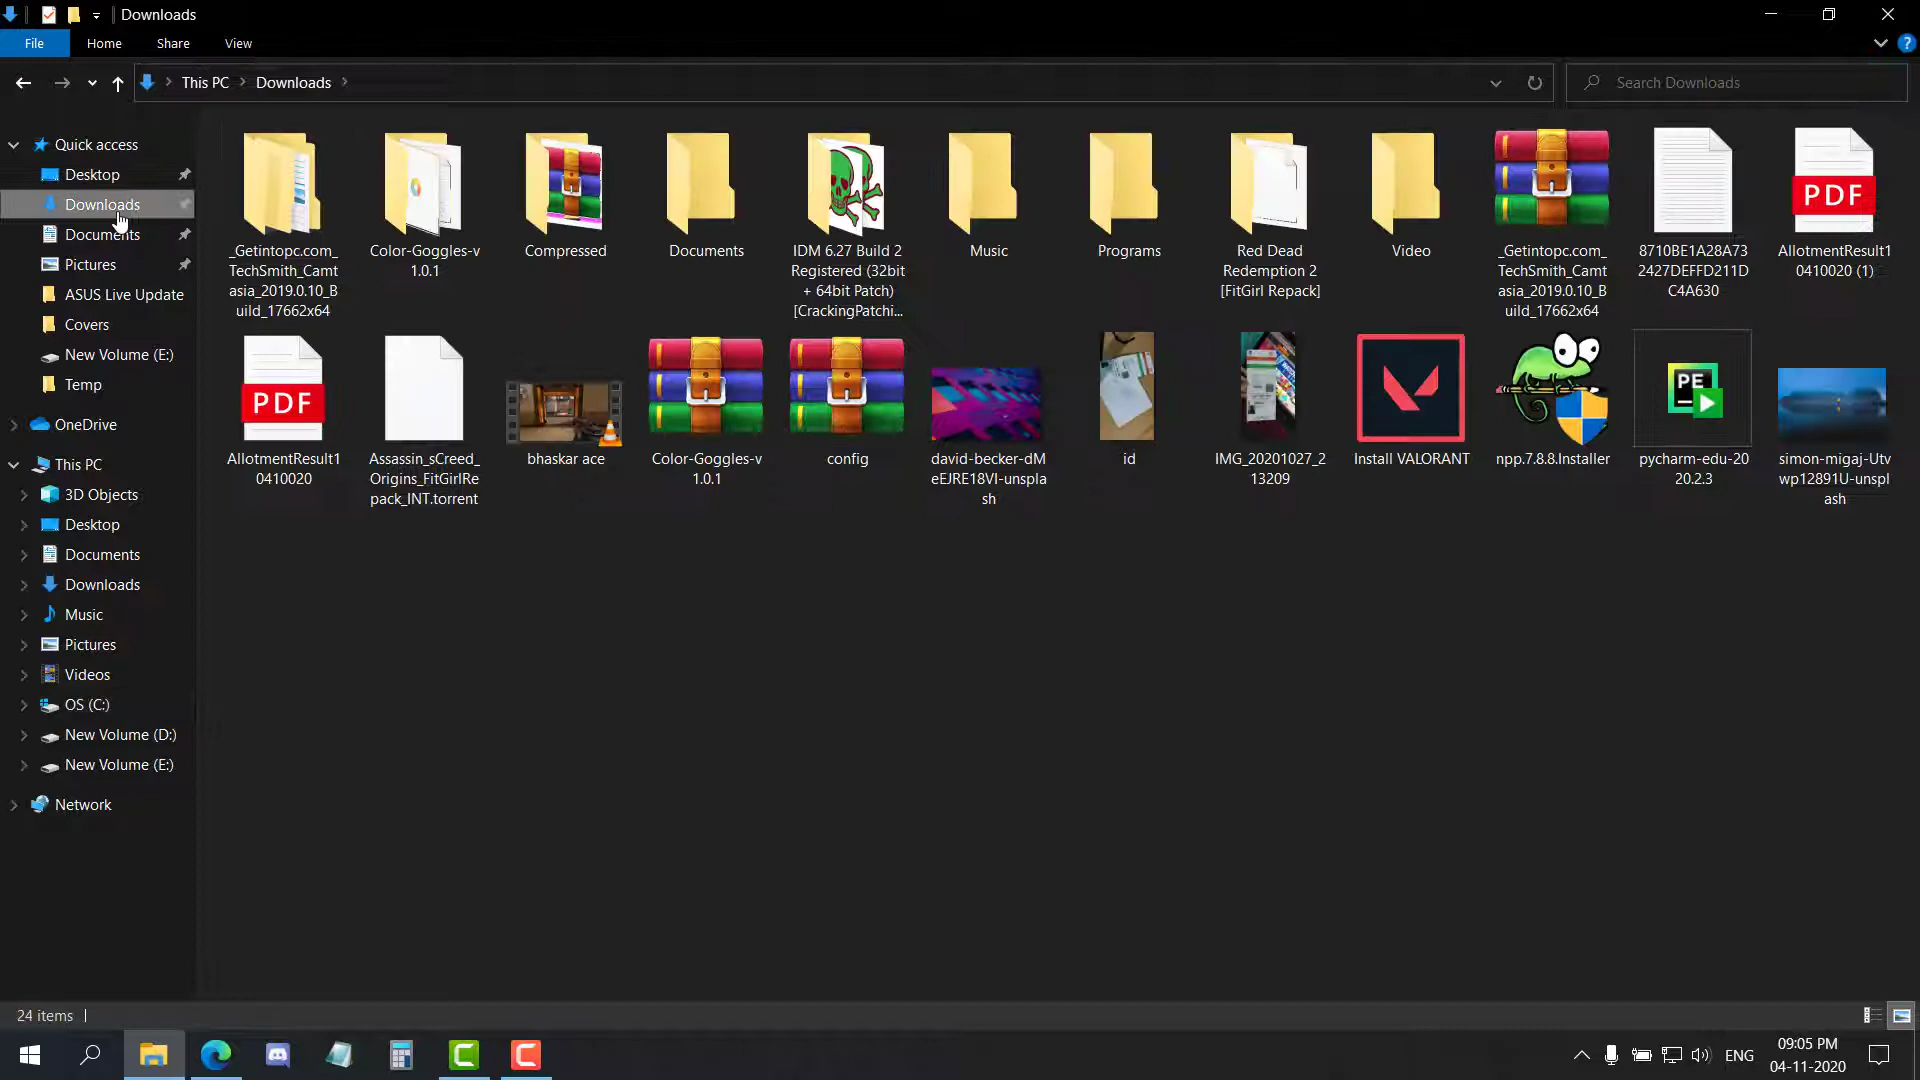 Downloads
File Home Share View
This PC Downloads
Search Downloads
Quick access
Desktop
Downloads
Documents
Pictures
ASUS Live Update
Covers
New Volume (E:)
Temp
OneDrive
This PC
3D Objects
Desktop
Documents
Downloads
Music
Pictures
Videos
OS (C:)
New Volume (D:)
New Volume (E:)
Network
_Getintopc.com_
TechSmith_Camt
asia_2019.0.10_B
uild_17662x64
Color-Goggles-v
1.0.1
Compressed
Documents
IDM 6.27 Build 2
Registered (32bit
+ 64bit Patch)
[CrackingPatchi...
Music
Programs
Red Dead
Redemption 2
[FitGirl Repack]
Video
_Getintopc.com_
TechSmith_Camt
asia_2019.0.10_B
uild_17662x64
8710BE1A28A73
2427DEFFD211D
C4A630
PDF
AllotmentResult1
0410020 (1)
PDF
AllotmentResult1
0410020
Assassin_sCreed_
Origins_FitGirlRe
pack_INT.torrent
bhaskar ace
Color-Goggles-v
1.0.1
config
david-becker-dM
eEJRE18VI-unspla
sh
id
IMG_20201027_2
13209
Install VALORANT
npp.7.8.8.Installer
PE
pycharm-edu-20
20.2.3
simon-migaj-Utv
wp12891U-unspl
ash
24 items
ENG
09:05 PM
04-11-2020